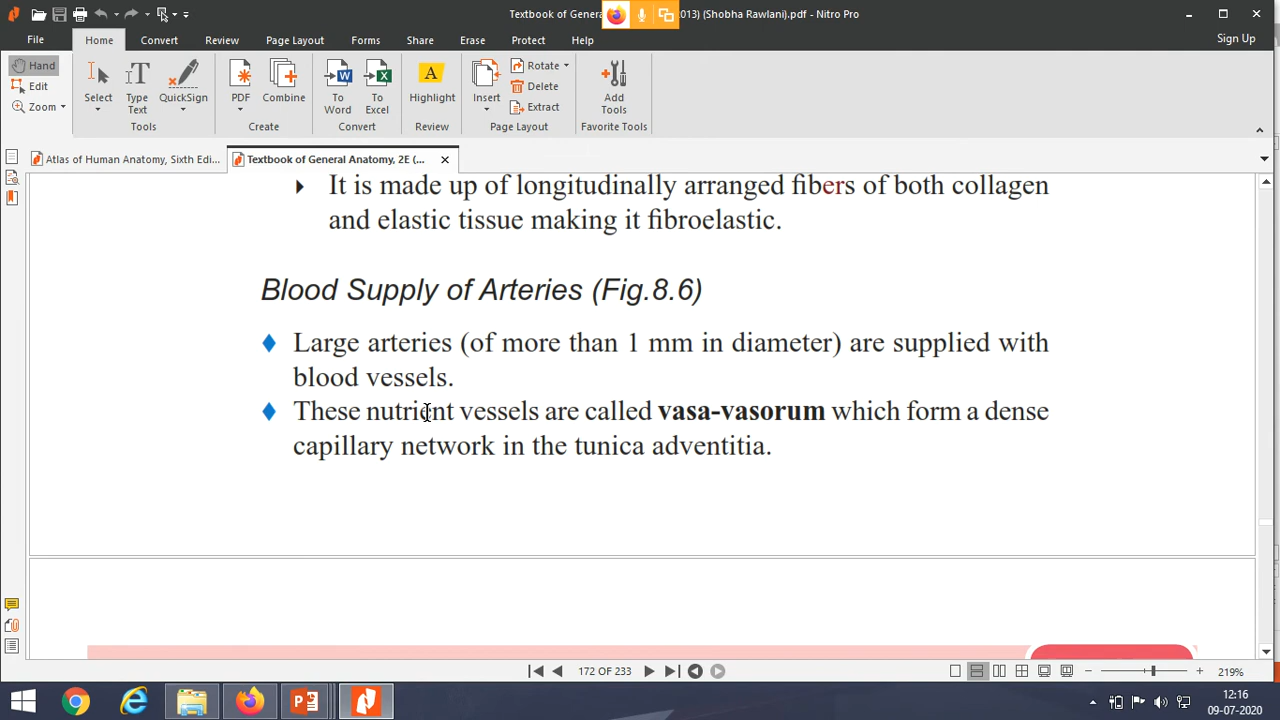 Textbook of General Ana 013) (Shobha Rawlani).pdf - Nitro Pro
File Home Convert Review Page Layout Forms Share Erase Protect Help Sign Up
Hand
Edit
Zoom
Select
Type Text
QuickSign
Tools
PDF
Combine
Create
To Word
To Excel
Convert
Highlight
Review
Insert
Rotate
Delete
Extract
Page Layout
Add Tools
Favorite Tools
Atlas of Human Anatomy, Sixth Edi... Textbook of General Anatomy, 2E (...
It is made up of longitudinally arranged fibers of both collagen
and elastic tissue making it fibroelastic.
Blood Supply of Arteries (Fig.8.6)
Large arteries (of more than 1 mm in diameter) are supplied with
blood vessels.
These nutrient vessels are called vasa-vasorum which form a dense
capillary network in the tunica adventitia.
172 OF 233
219%
12:16
09-07-2020